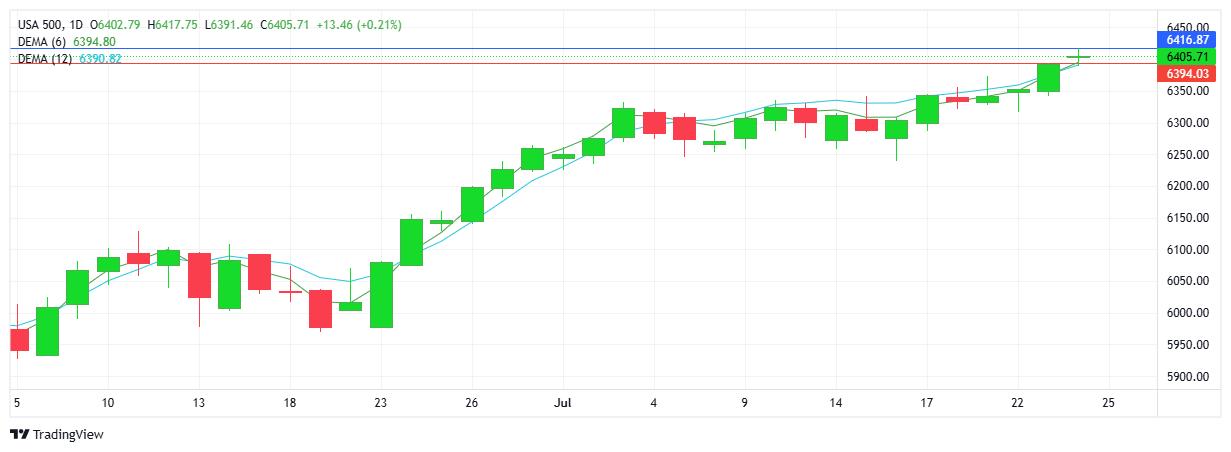 USA 500, 1D O6402.79 H6417.75 L6391.46 C6405.71 +13.46 (+0.21%)
DEMA (6) 6394.80
DEMA (12) 6390.82
6450.00
6416.87
6405.71
6394.03
6350.00
6300.00
6250.00
6200.00
6150.00
6100.00
6050.00
6000.00
5950.00
5900.00
5 10 13 18 23 26 Jul 4 9 14 17 22 25
TradingView